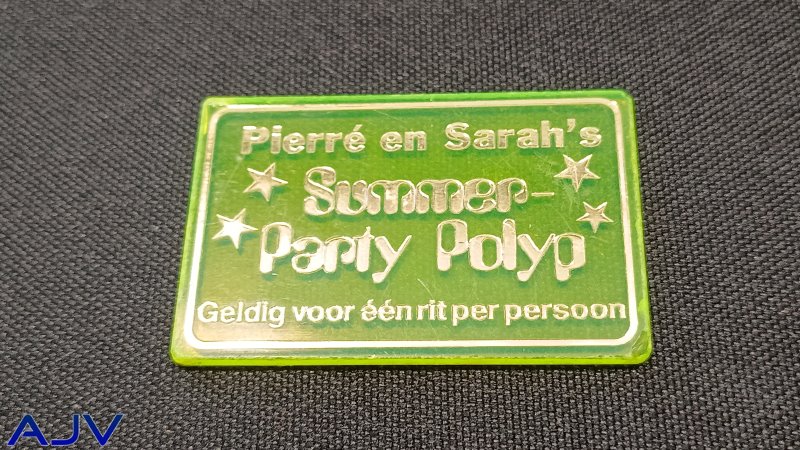 Pierré en Sarah's
Summer-
Party Polyp
Geldig voor één rit per persoon
AJV